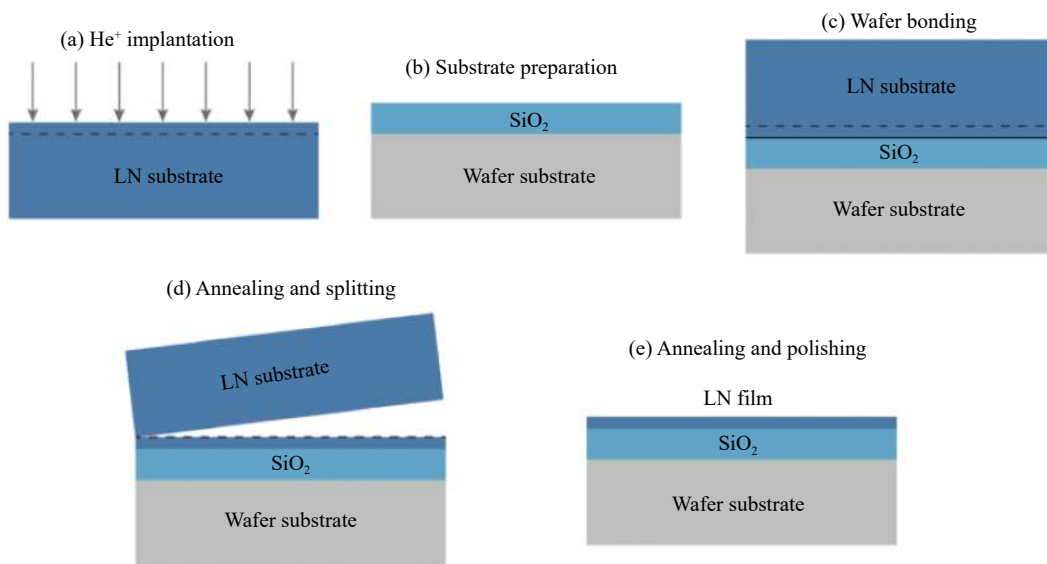 (a) He⁺ implantation
LN substrate
(b) Substrate preparation
SiO₂
Wafer substrate
(c) Wafer bonding
LN substrate
SiO₂
Wafer substrate
(d) Annealing and splitting
LN substrate
SiO₂
Wafer substrate
(e) Annealing and polishing
LN film
SiO₂
Wafer substrate